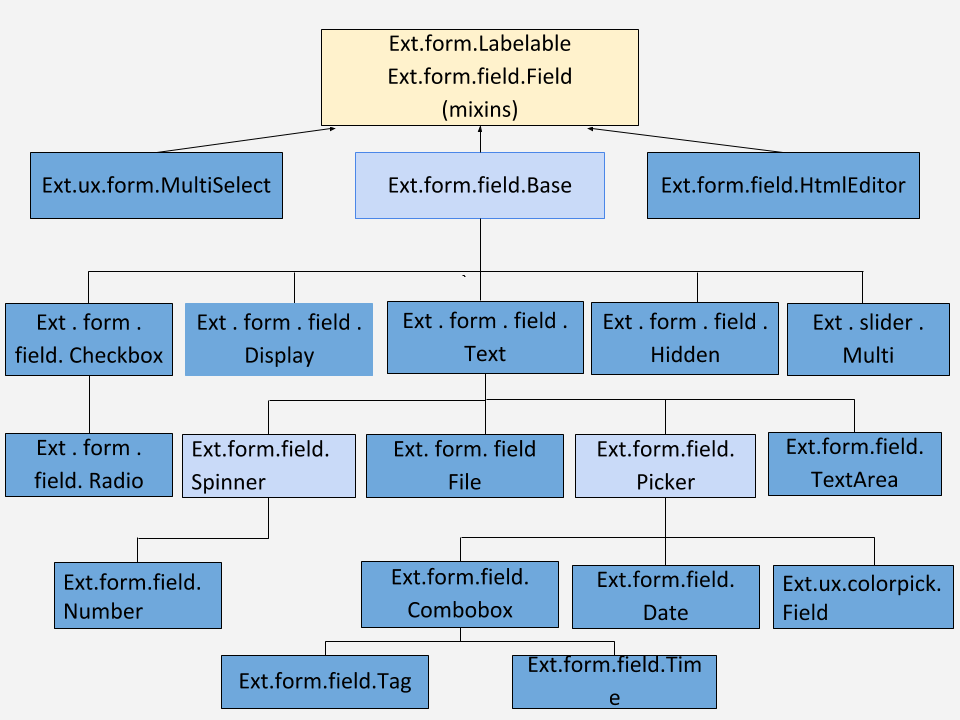 Ext.form.Labelable
Ext.form.field.Field
(mixins)
Ext.ux.form.MultiSelect
Ext.form.field.Base
Ext.form.field.HtmlEditor
`
Ext . form .
field. Checkbox
Ext . form . field .
Display
Ext . form . field .
Text
Ext . form . field .
Hidden
Ext . slider .
Multi
Ext . form .
field. Radio
Ext.form.field.
Spinner
Ext. form. field
File
Ext.form.field.
Picker
Ext.form.field.
TextArea
Ext.form.field.
Number
Ext.form.field.
Combobox
Ext.form.field.
Date
Ext.ux.colorpick.
Field
Ext.form.field.Tag
Ext.form.field.Tim
e